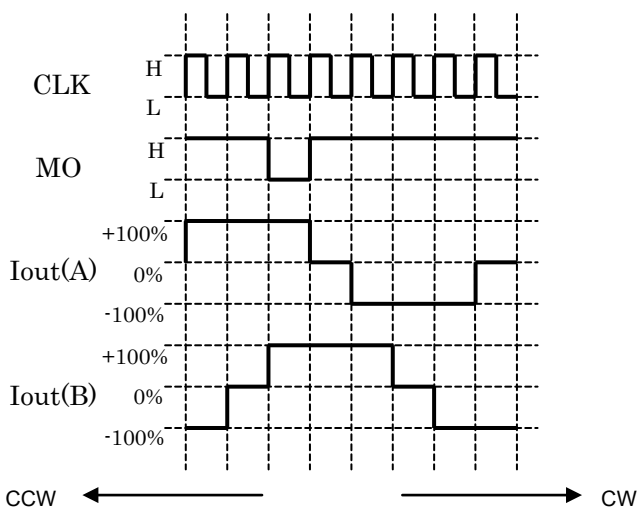 CLK
H
L
MO
H
L
Iout(A)
+100%
0%
-100%
Iout(B)
+100%
0%
-100%
CCW
CW